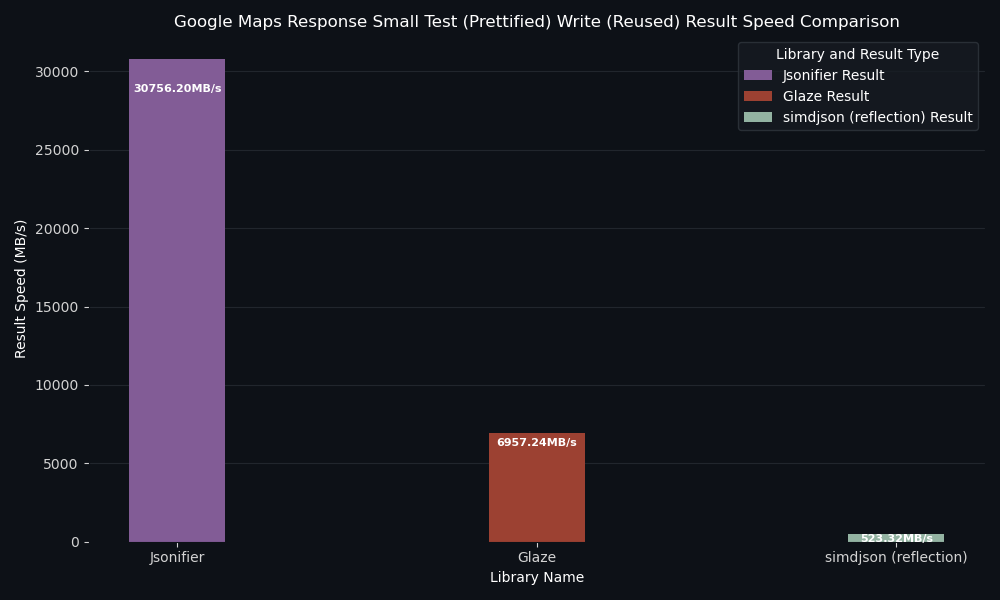 Google Maps Response Small Test (Prettified) Write (Reused) Result Speed Comparison
Library and Result Type
Jsonifier Result
Glaze Result
simdjson (reflection) Result
Result Speed (MB/s)
30000
25000
20000
15000
10000
5000
0
30756.20MB/s
6957.24MB/s
523.32MB/s
Jsonifier
Glaze
simdjson (reflection)
Library Name